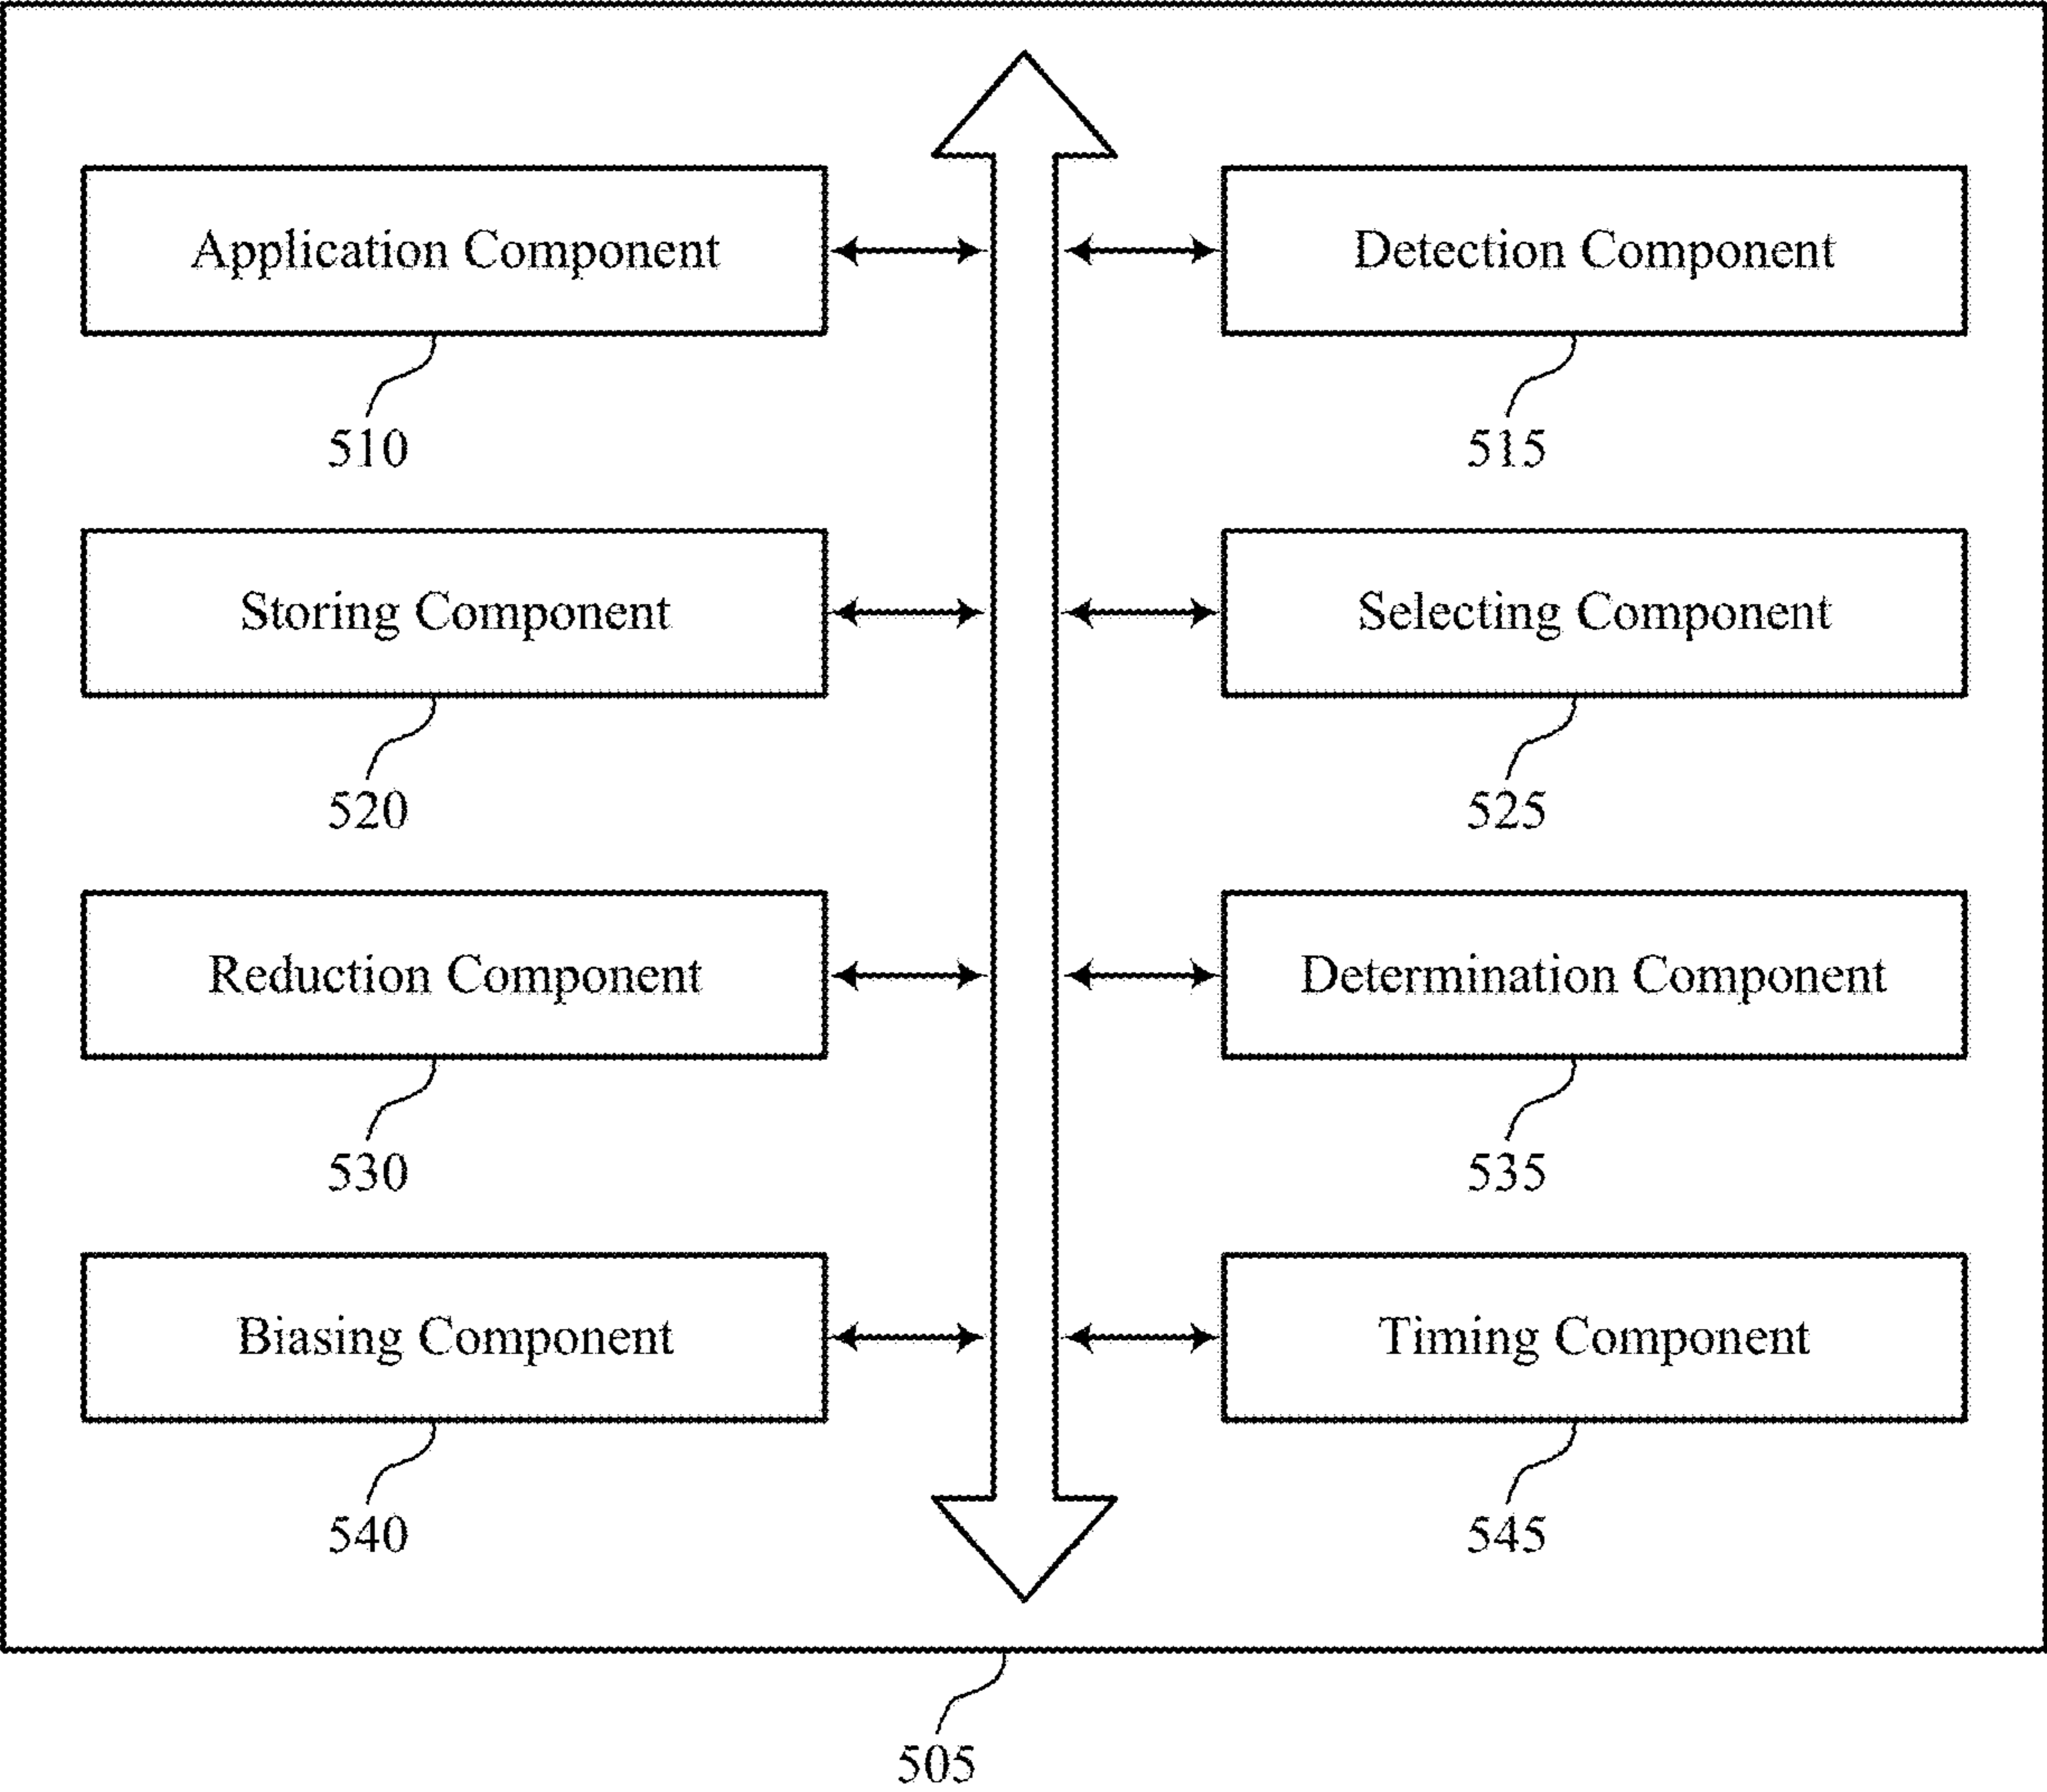 Application Component
Detection Component
510
515
Storing Component
Selecting Component
520
525
Reduction Component
Determination Component
530
535
Biasing Component
Timing Component
540
545
505